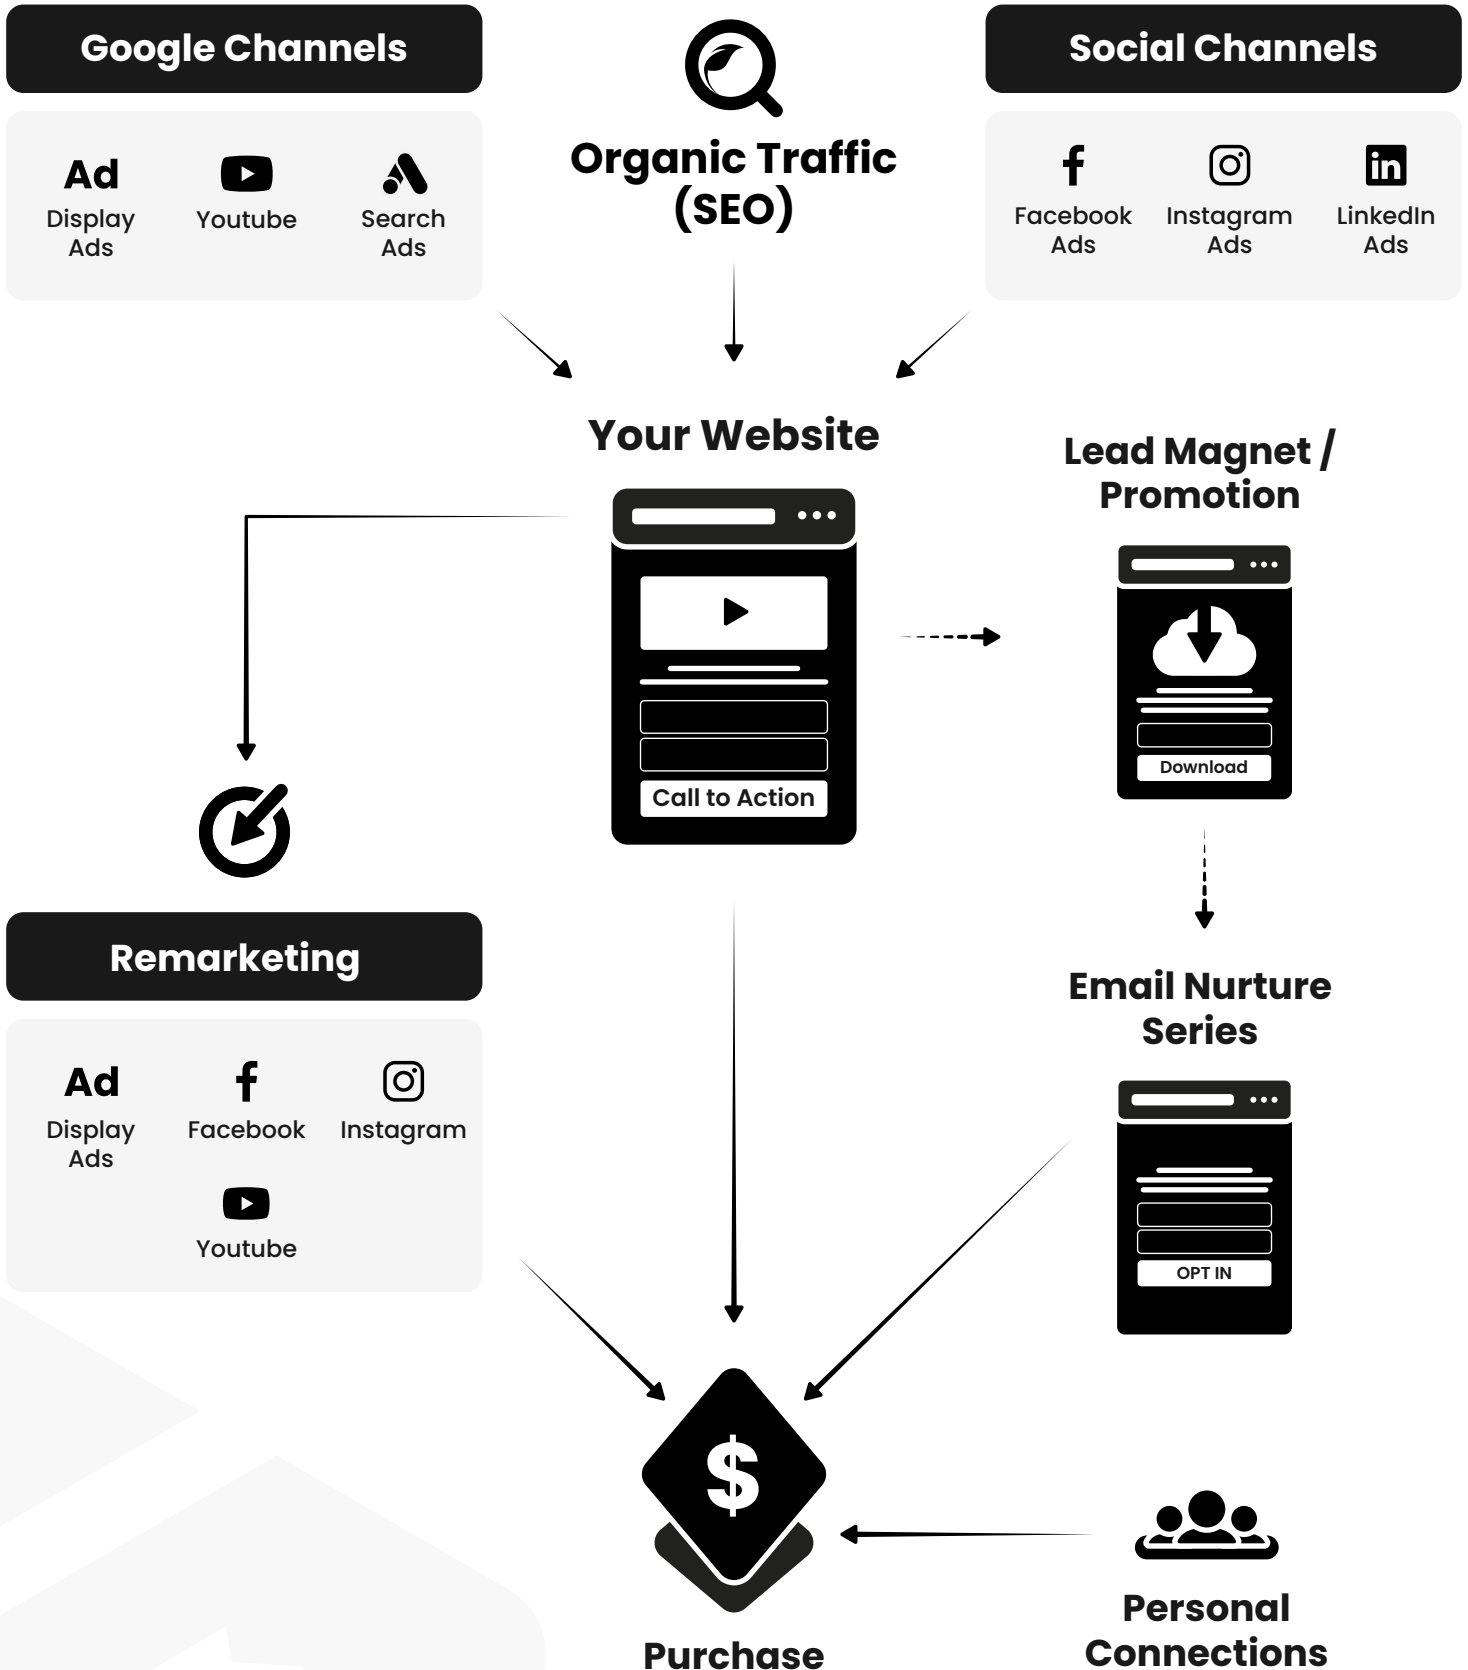 Google Channels
Ad
Display
Ads
Youtube
Search
Ads
Organic Traffic
(SEO)
Social Channels
Facebook
Ads
Instagram
Ads
in
LinkedIn
Ads
Your Website
Call to Action
Lead Magnet /
Promotion
Download
Remarketing
Ad
Display
Ads
Facebook
Instagram
Youtube
Email Nurture
Series
OPT IN
$
Purchase
Personal
Connections